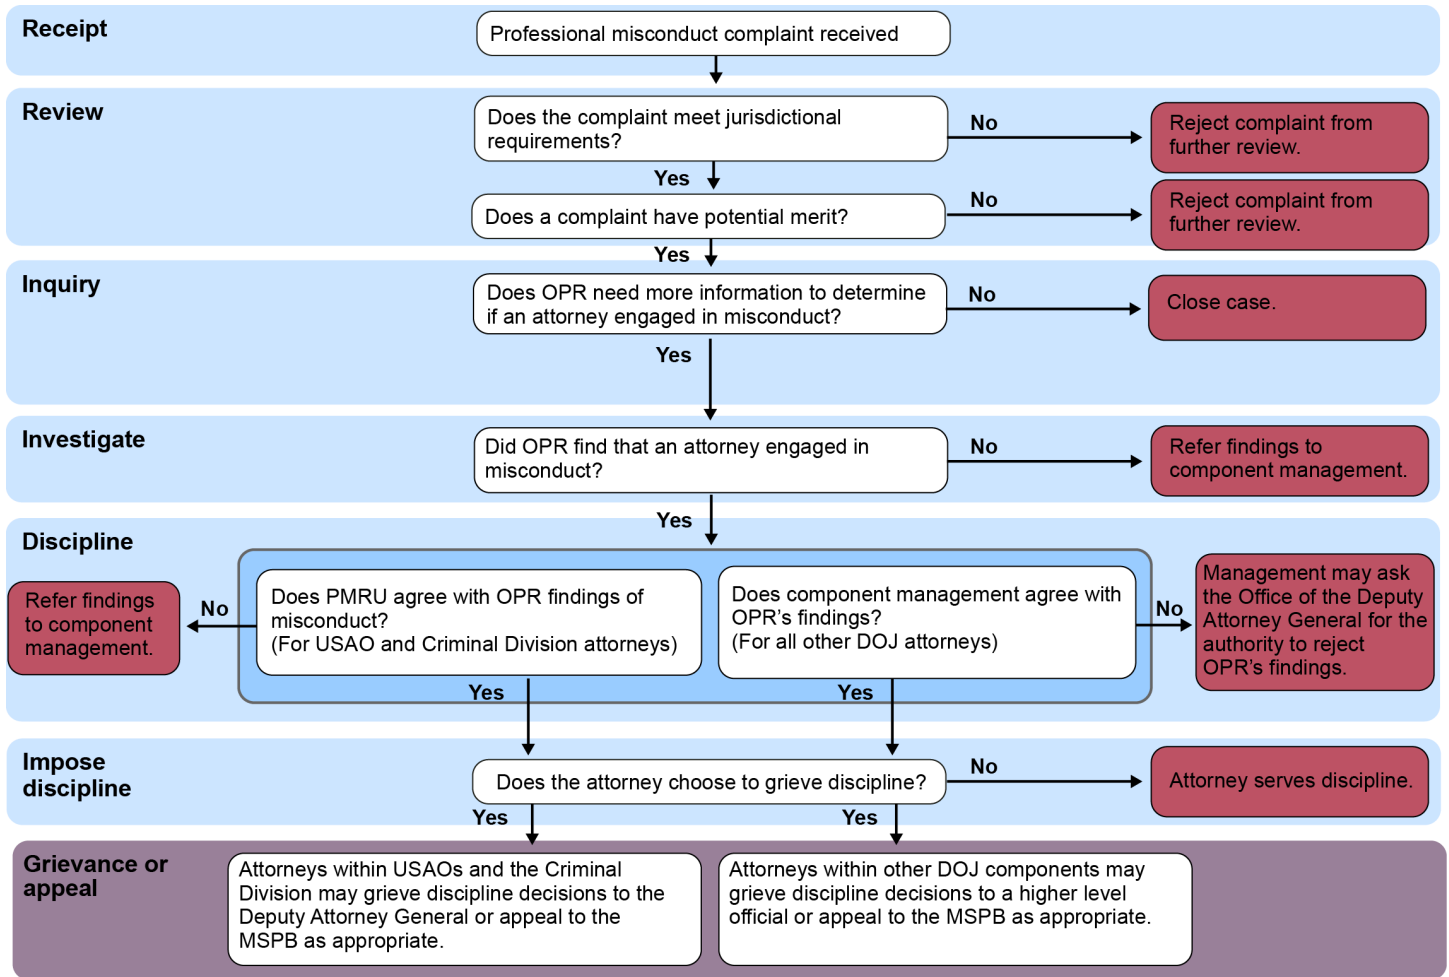 Receipt
Professional misconduct complaint received
Review
Does the complaint meet jurisdictional
requirements?
No
Reject complaint from
further review.
Yes
Does a complaint have potential merit?
No
Reject complaint from
further review.
Yes
Inquiry
Does OPR need more information to determine
if an attorney engaged in misconduct?
No
Close case.
Yes
Investigate
Did OPR find that an attorney engaged in
misconduct?
No
Refer findings to
component management.
Yes
Discipline
Refer findings
to component
management.
No
Does PMRU agree with OPR findings of
misconduct?
(For USAO and Criminal Division attorneys)
Does component management agree with
OPR's findings?
(For all other DOJ attorneys)
No
Management may ask
the Office of the Deputy
Attorney General for the
authority to reject
OPR's findings.
Yes
Yes
Impose
discipline
Does the attorney choose to grieve discipline?
No
Attorney serves discipline.
Yes
Yes
Grievance or
appeal
Attorneys within USAOs and the Criminal
Division may grieve discipline decisions to the
Deputy Attorney General or appeal to the
MSPB as appropriate.
Attorneys within other DOJ components may
grieve discipline decisions to a higher level
official or appeal to the MSPB as appropriate.